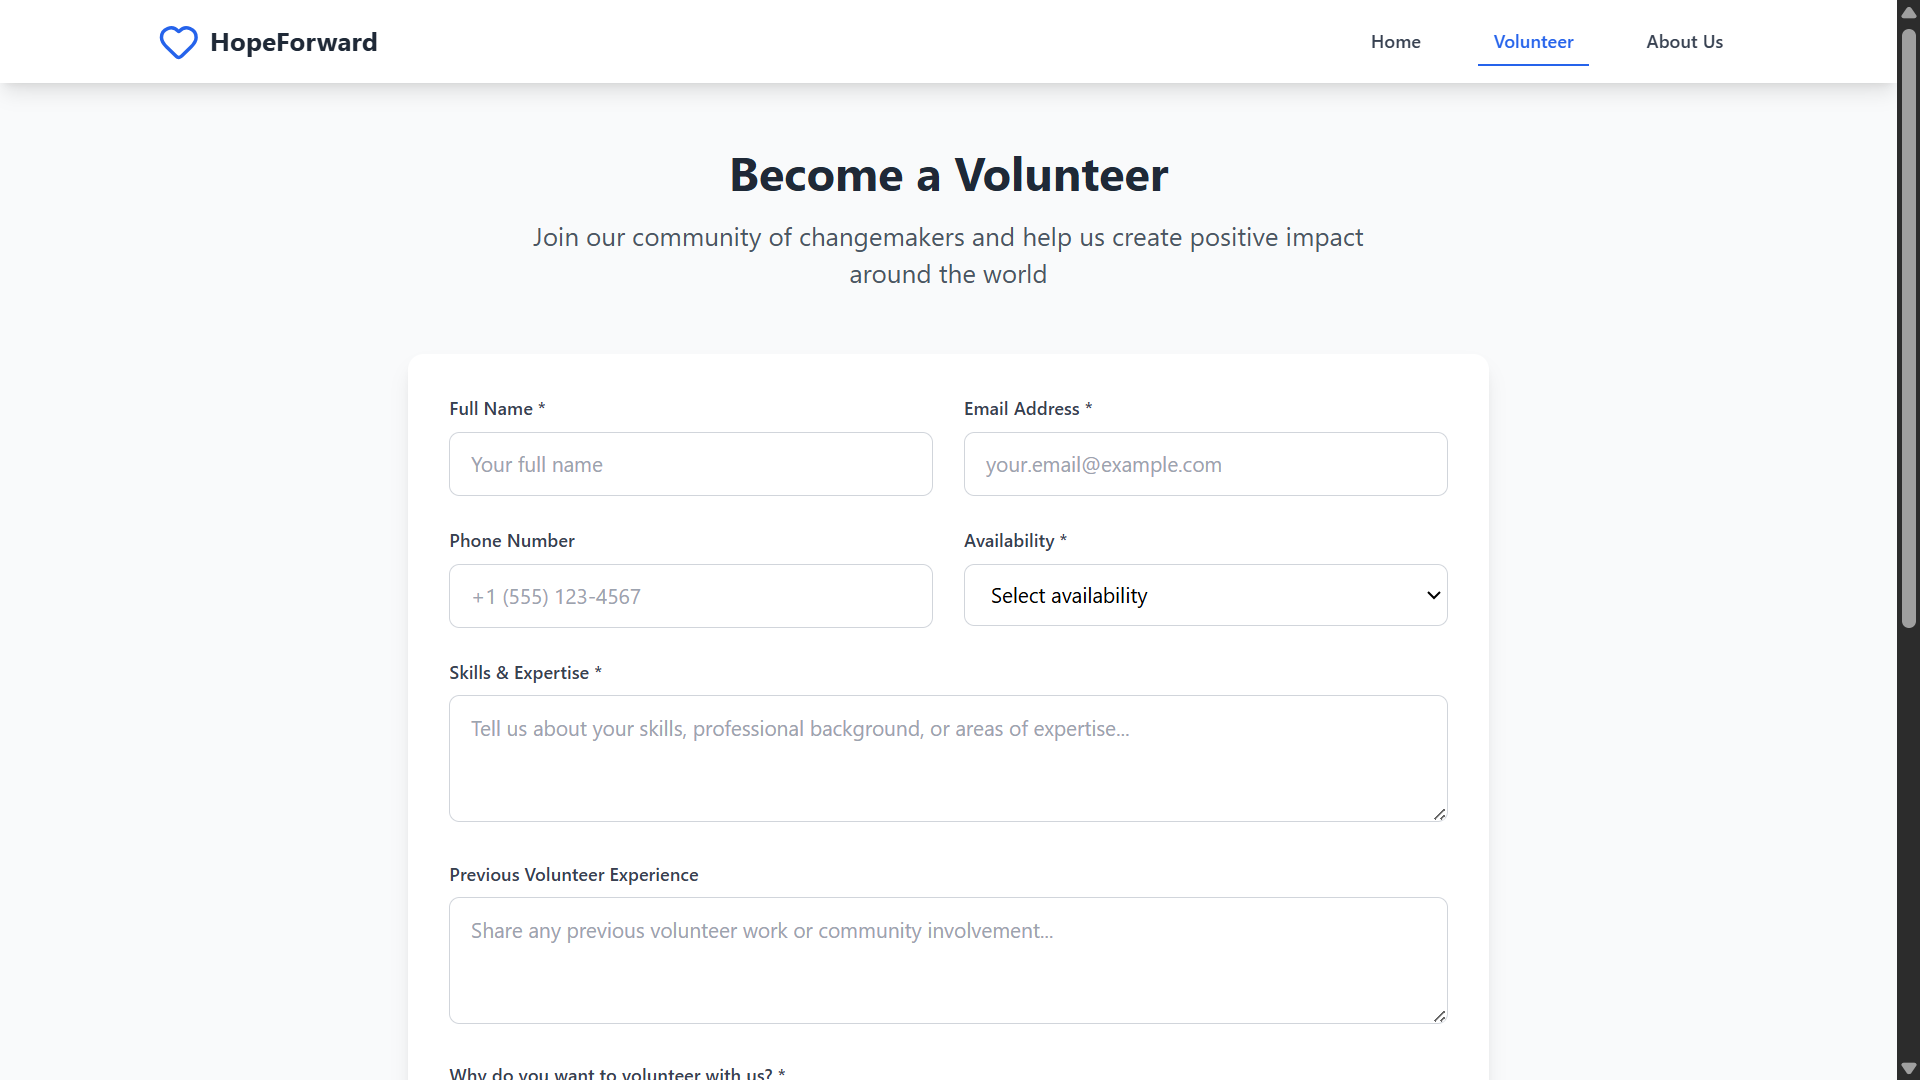 HopeForward
Home
Volunteer
About Us
Become a Volunteer
Join our community of changemakers and help us create positive impact
around the world
Full Name *
Email Address *
Your full name
your.email@example.com
Phone Number
Availability *
+1 (555) 123-4567
Select availability
Skills & Expertise *
Tell us about your skills, professional background, or areas of expertise...
Previous Volunteer Experience
Share any previous volunteer work or community involvement...
Why do you want to volunteer with us? *